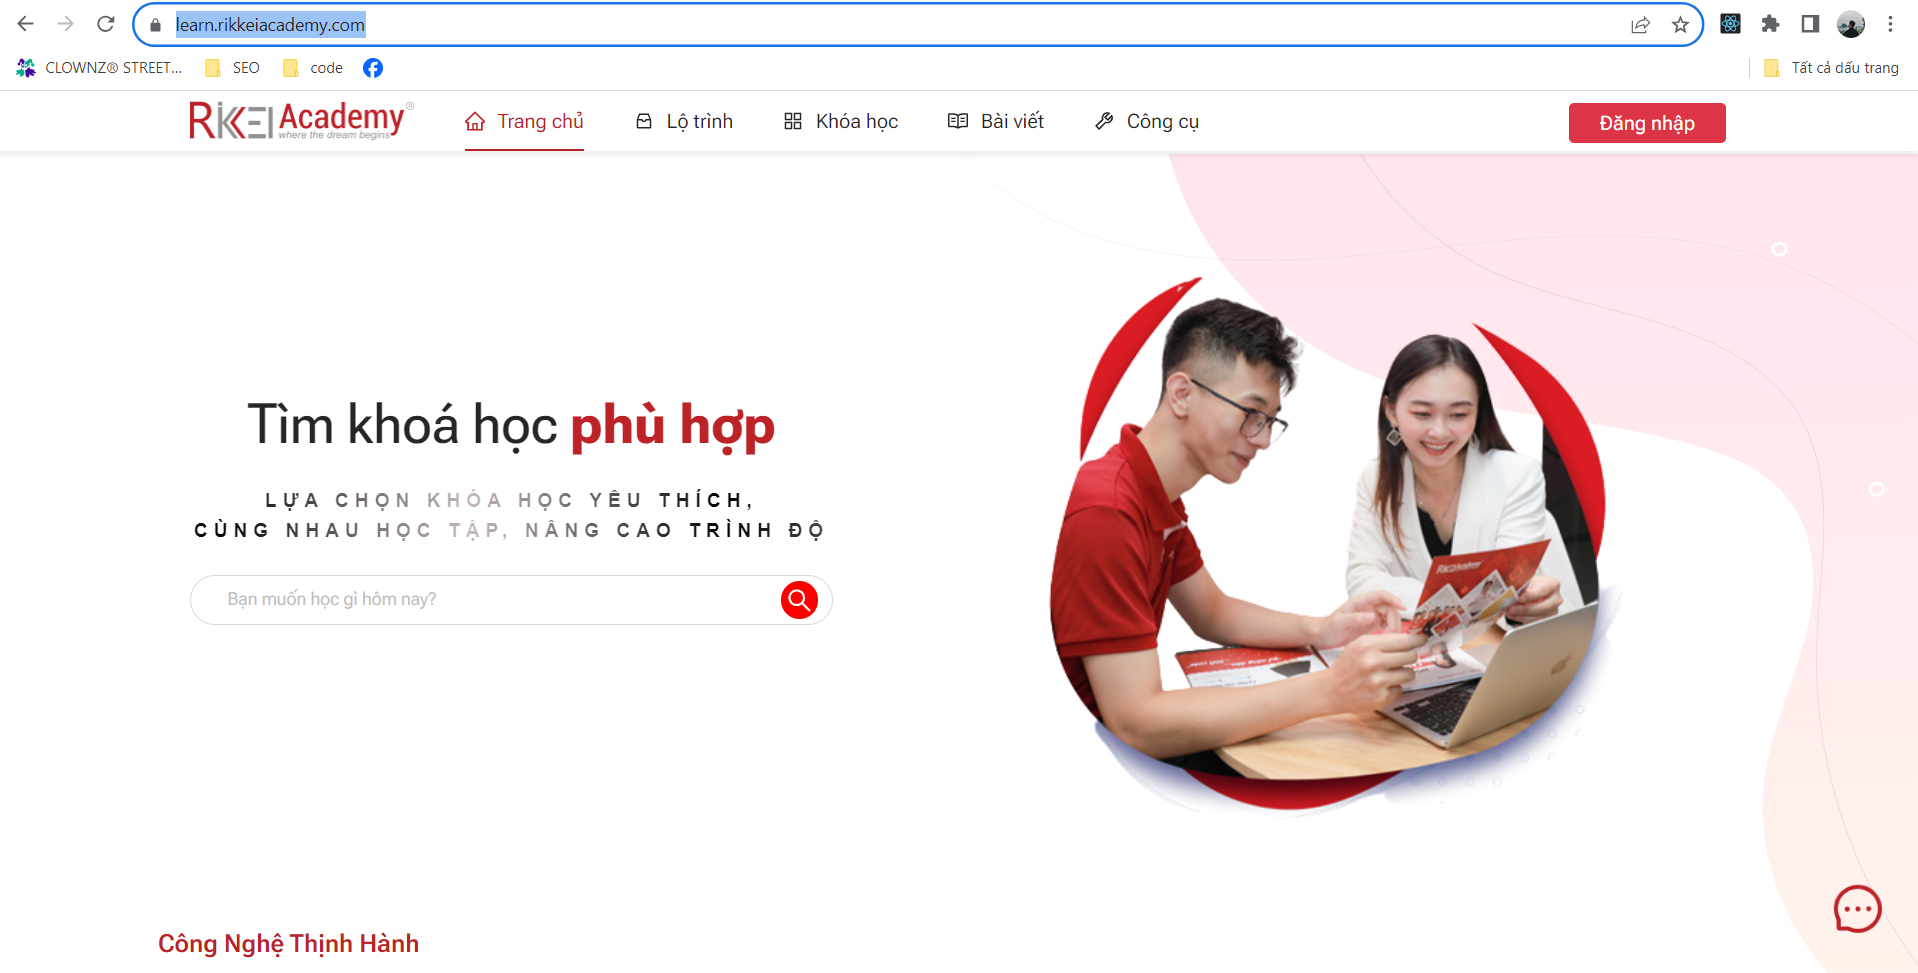 learn.rikkeiacademy.com
CLOWNZ® STREET...
SEO
code
Tất cả dấu trang
RIKKEI Academy®
where the dream begins
Trang chủ
Lộ trình
Khóa học
Bài viết
Công cụ
Đăng nhập
Tìm khoá học phù hợp
LỰA CHỌN KHÓA HỌC YÊU THÍCH,
CÙNG NHAU HỌC TẬP, NÂNG CAO TRÌNH ĐỘ
Bạn muốn học gì hôm nay?
Công Nghệ Thịnh Hành